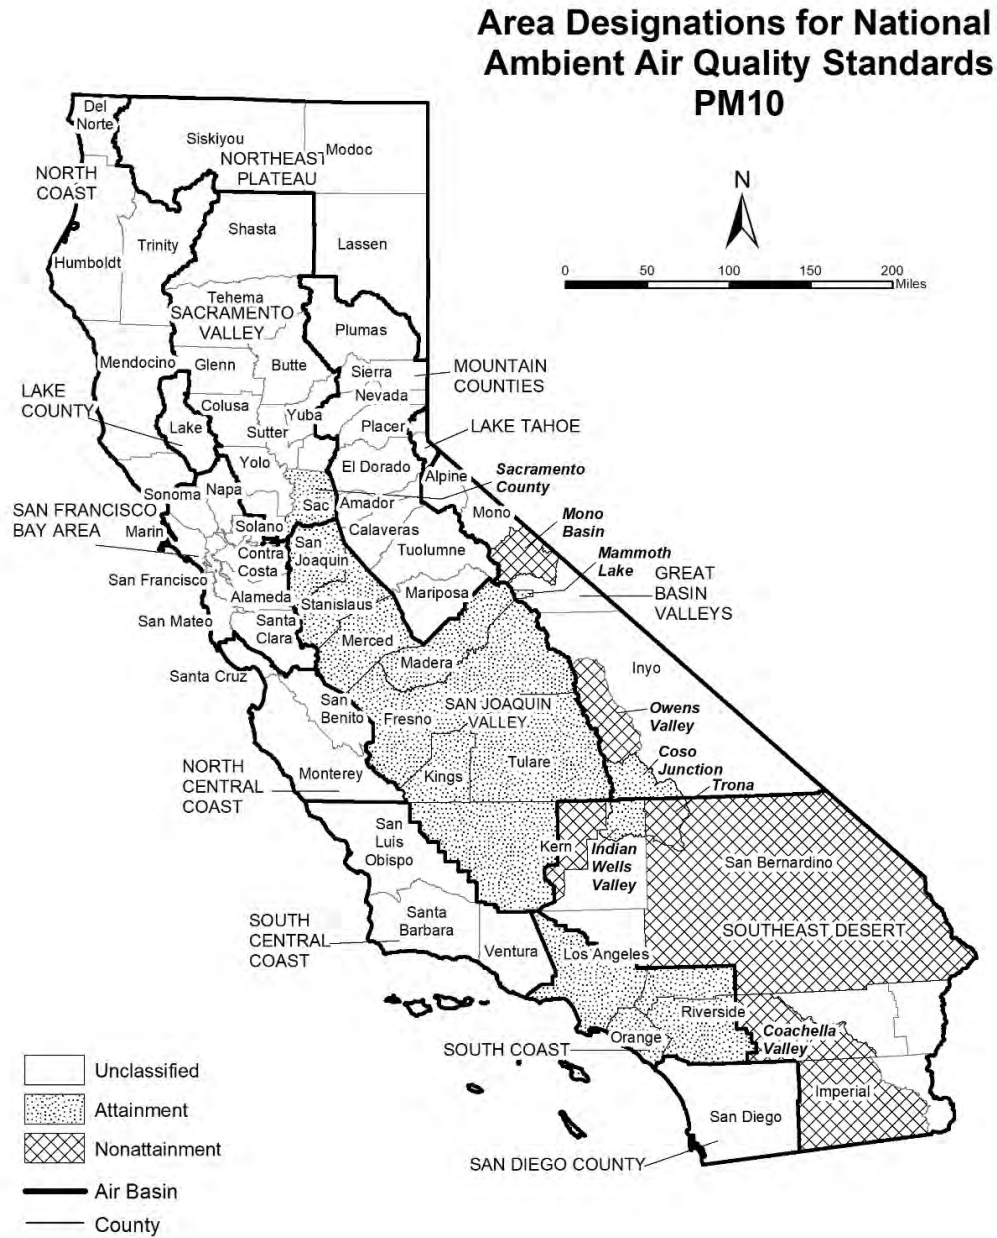 Area Designations for National
Ambient Air Quality Standards
PM10
N
0 50 100 150 200
Miles
Del
Norte
Siskiyou
Modoc
NORTHEAST
PLATEAU
NORTH
COAST
Shasta
Trinity
Lassen
Humboldt
Tehema
SACRAMENTO
VALLEY
Plumas
Mendocino
Glenn
Butte
Sierra
MOUNTAIN
COUNTIES
Nevada
LAKE
COUNTY
Colusa
Yuba
Lake
Sutter
Placer
LAKE TAHOE
Yolo
El Dorado
Alpine
Sacramento
County
Sonoma
Napa
Sac
Amador
Mono
SAN FRANCISCO
BAY AREA
Marin
Solano
Calaveras
Mono
Basin
San
Joaquin
Contra
Costa
Tuolumne
Mammoth
Lake
San Francisco
GREAT
BASIN
VALLEYS
Alameda
Stanislaus
Mariposa
San Mateo
Santa
Clara
Merced
Madera
Santa Cruz
Inyo
San
Benito
Fresno
SAN JOAQUIN
VALLEY
Owens
Valley
Coso
Junction
Tulare
NORTH
CENTRAL
COAST
Monterey
Kings
Trona
San
Luis
Obispo
Kern
Indian
Wells
Valley
San Bernardino
SOUTH
CENTRAL
COAST
Santa
Barbara
Ventura
Los Angeles
SOUTHEAST DESERT
Riverside
Orange
Coachella
Valley
SOUTH COAST
Imperial
San Diego
SAN DIEGO COUNTY
Unclassified
Attainment
Nonattainment
Air Basin
County